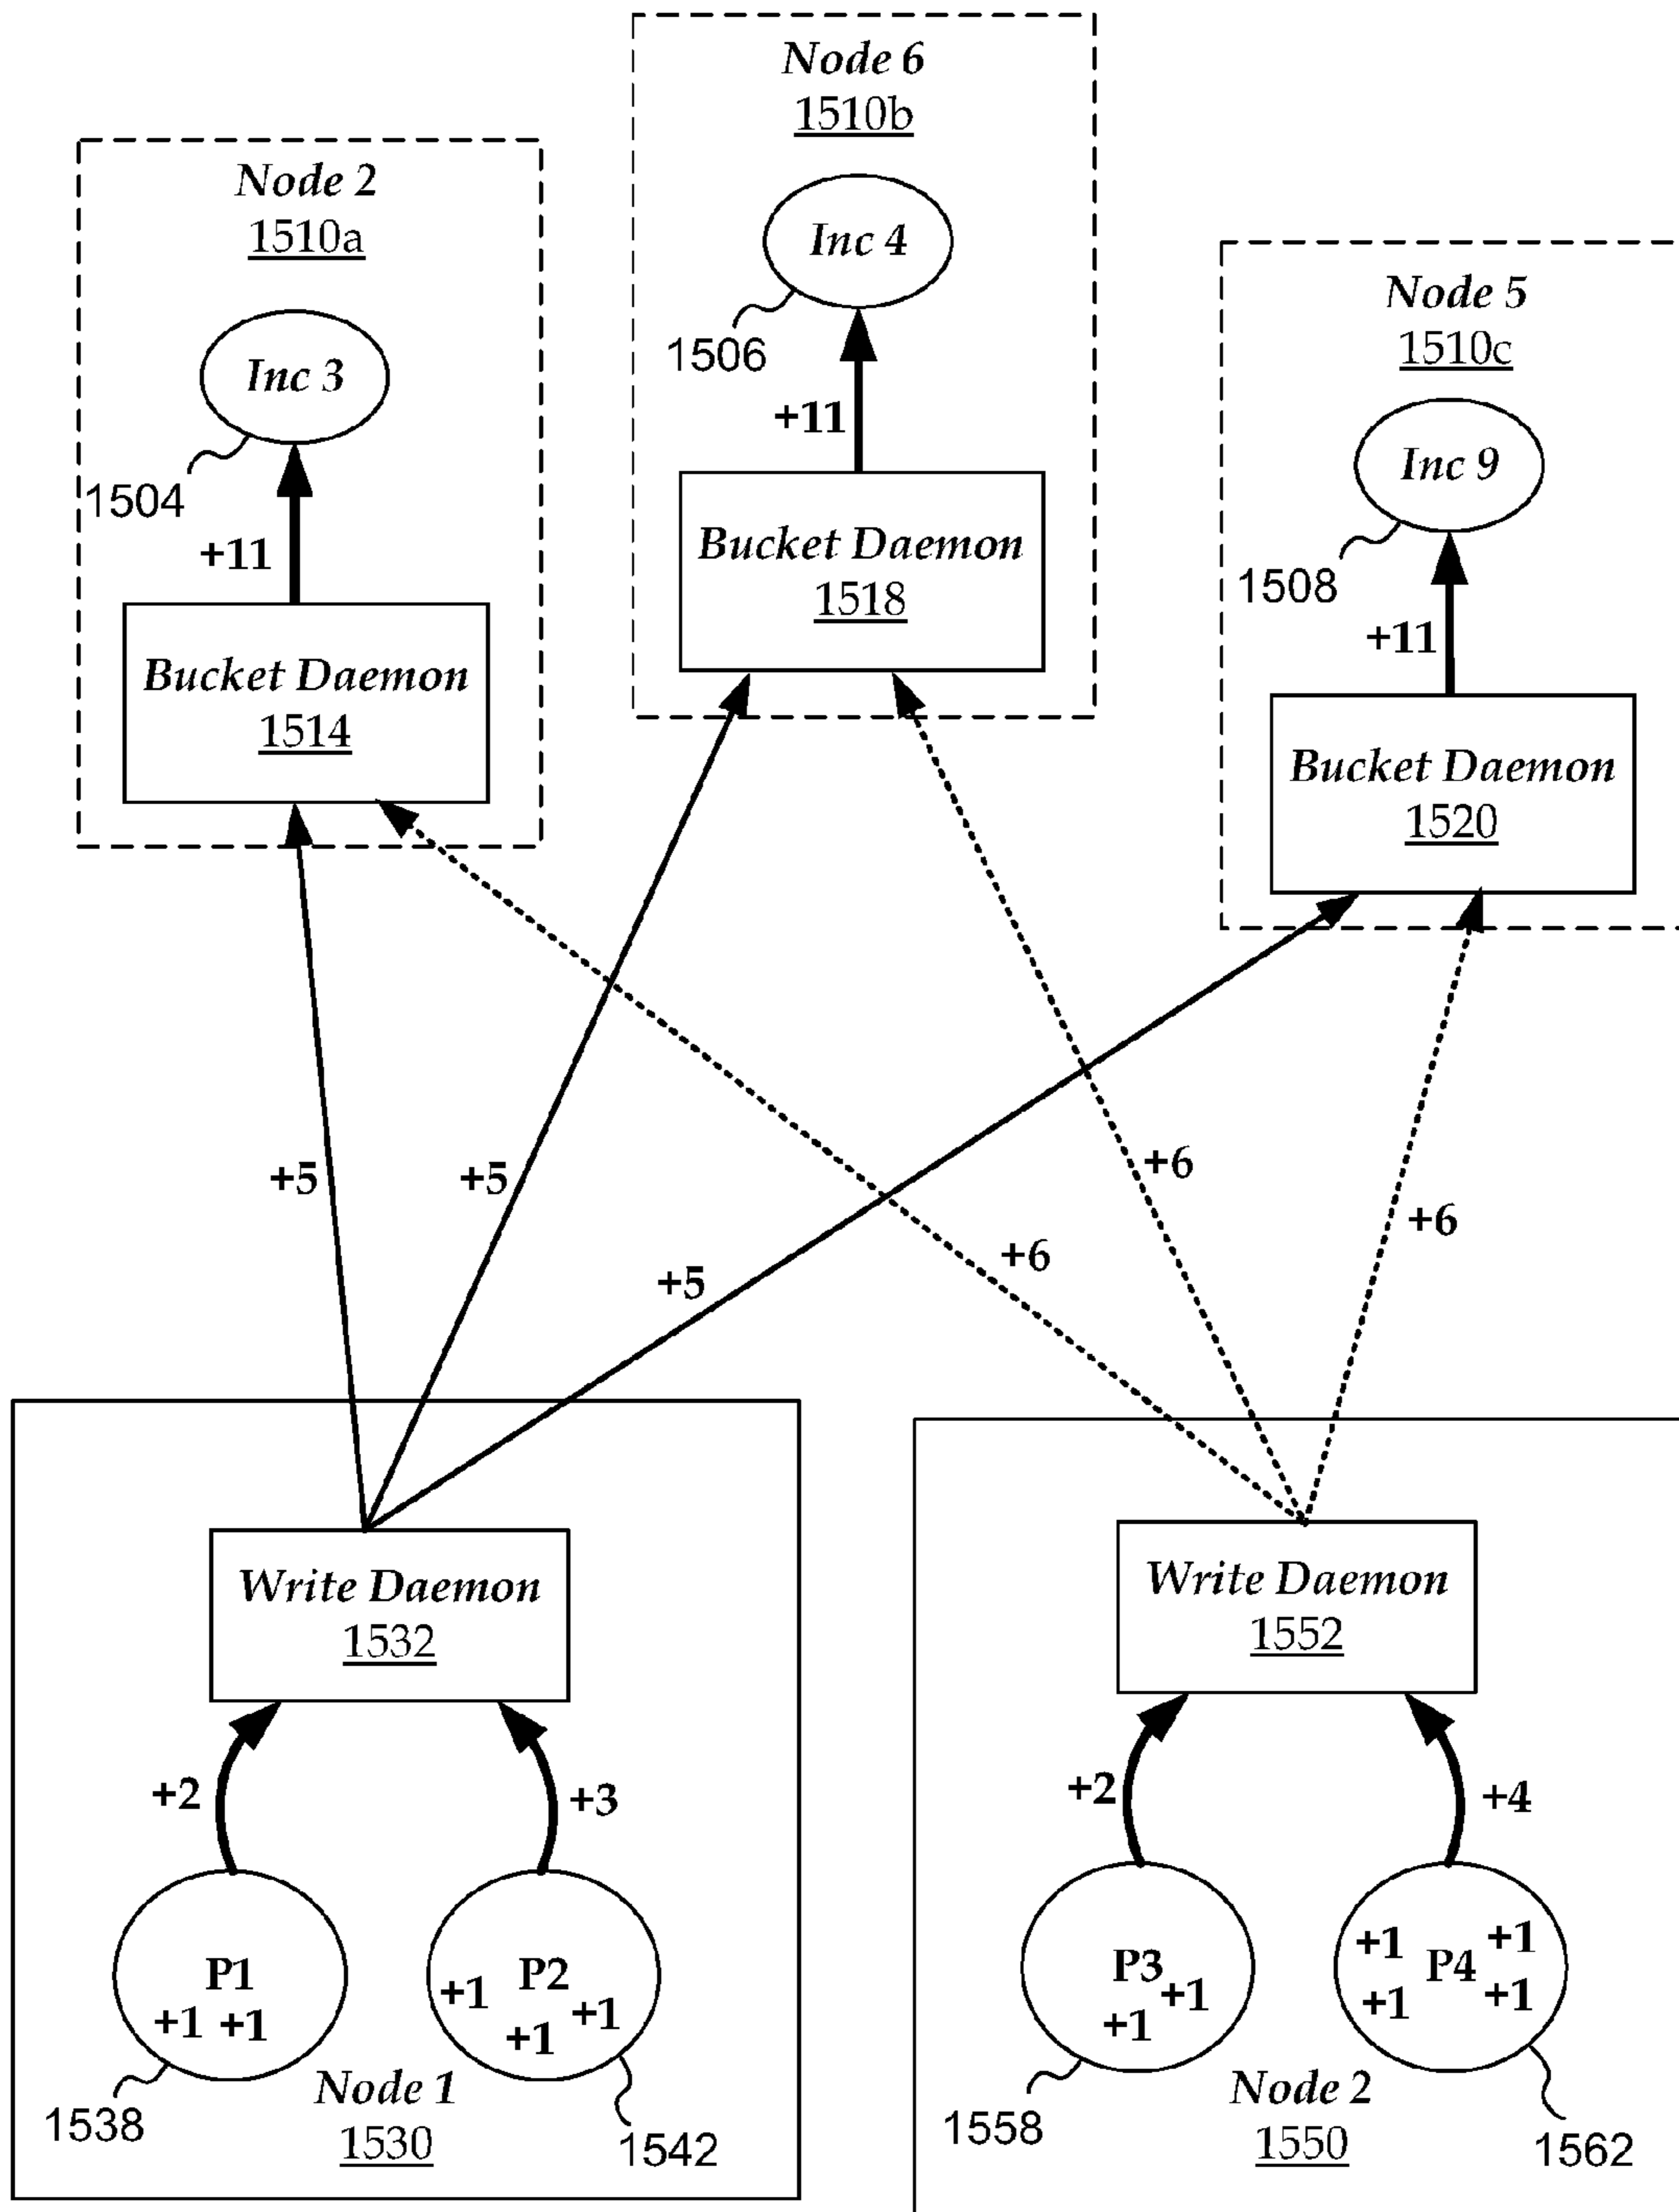 Node 6
1510b
Inc 4
1506
+11
Bucket Daemon
1518
Node 2
1510a
Inc 3
1504
+11
Bucket Daemon
1514
Node 5
1510c
Inc 9
1508
+11
Bucket Daemon
1520
+5
+5
+5
+6
+6
+6
Write Daemon
1532
+2
+3
P1
+1 +1
P2
+1
+1
+1
1538
Node 1
1530
1542
Write Daemon
1552
+2
+4
P3
+1
+1
P4
+1
+1
+1
+1
1558
Node 2
1550
1562